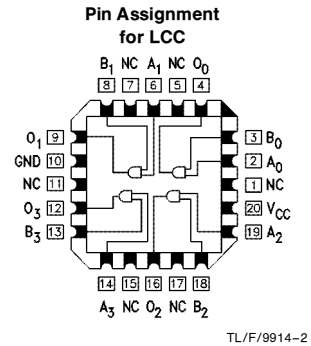 Pin Assignment
for LCC
B1 NC A1 NC O0
8 7 6 5 4
O1 9 3 B0
GND 10 2 A0
NC 11 1 NC
O3 12 20 VCC
B3 13 19 A2
14 15 16 17 18
A3 NC O2 NC B2
TL/F/9914-2